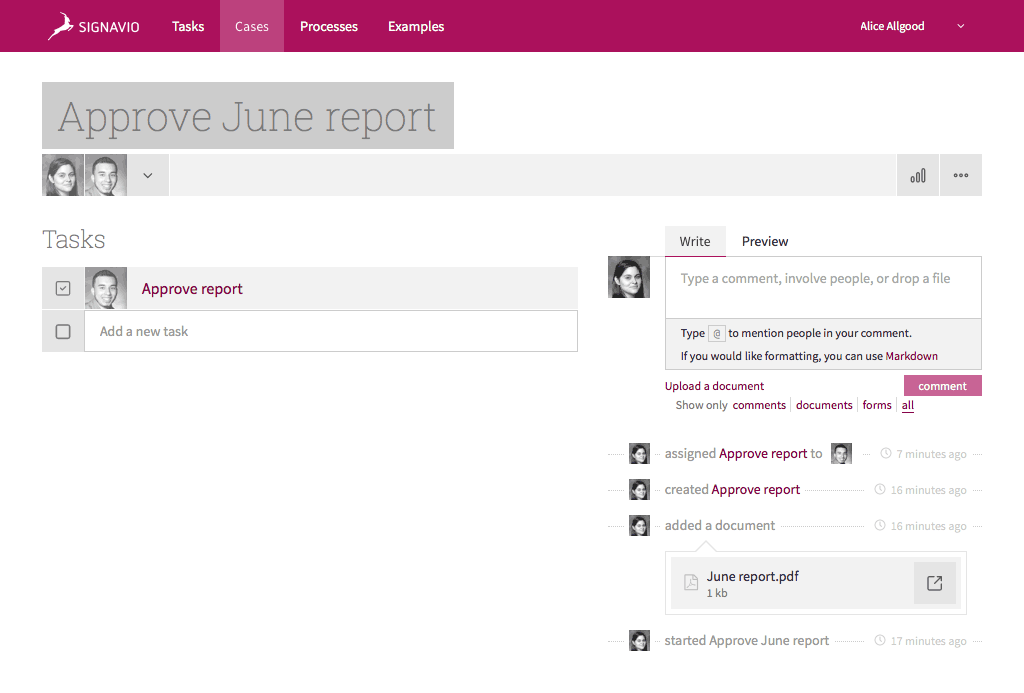 SIGNAVIO Tasks Cases Processes Examples Alice Allgood
Approve June report
Tasks
Approve report
Add a new task
Write Preview
Type a comment, involve people, or drop a file
Type @ to mention people in your comment.
If you would like formatting, you can use Markdown
Upload a document comment
Show only comments documents forms all
assigned Approve report to 7 minutes ago
created Approve report 16 minutes ago
added a document 16 minutes ago
June report.pdf
1 kb
started Approve June report 17 minutes ago